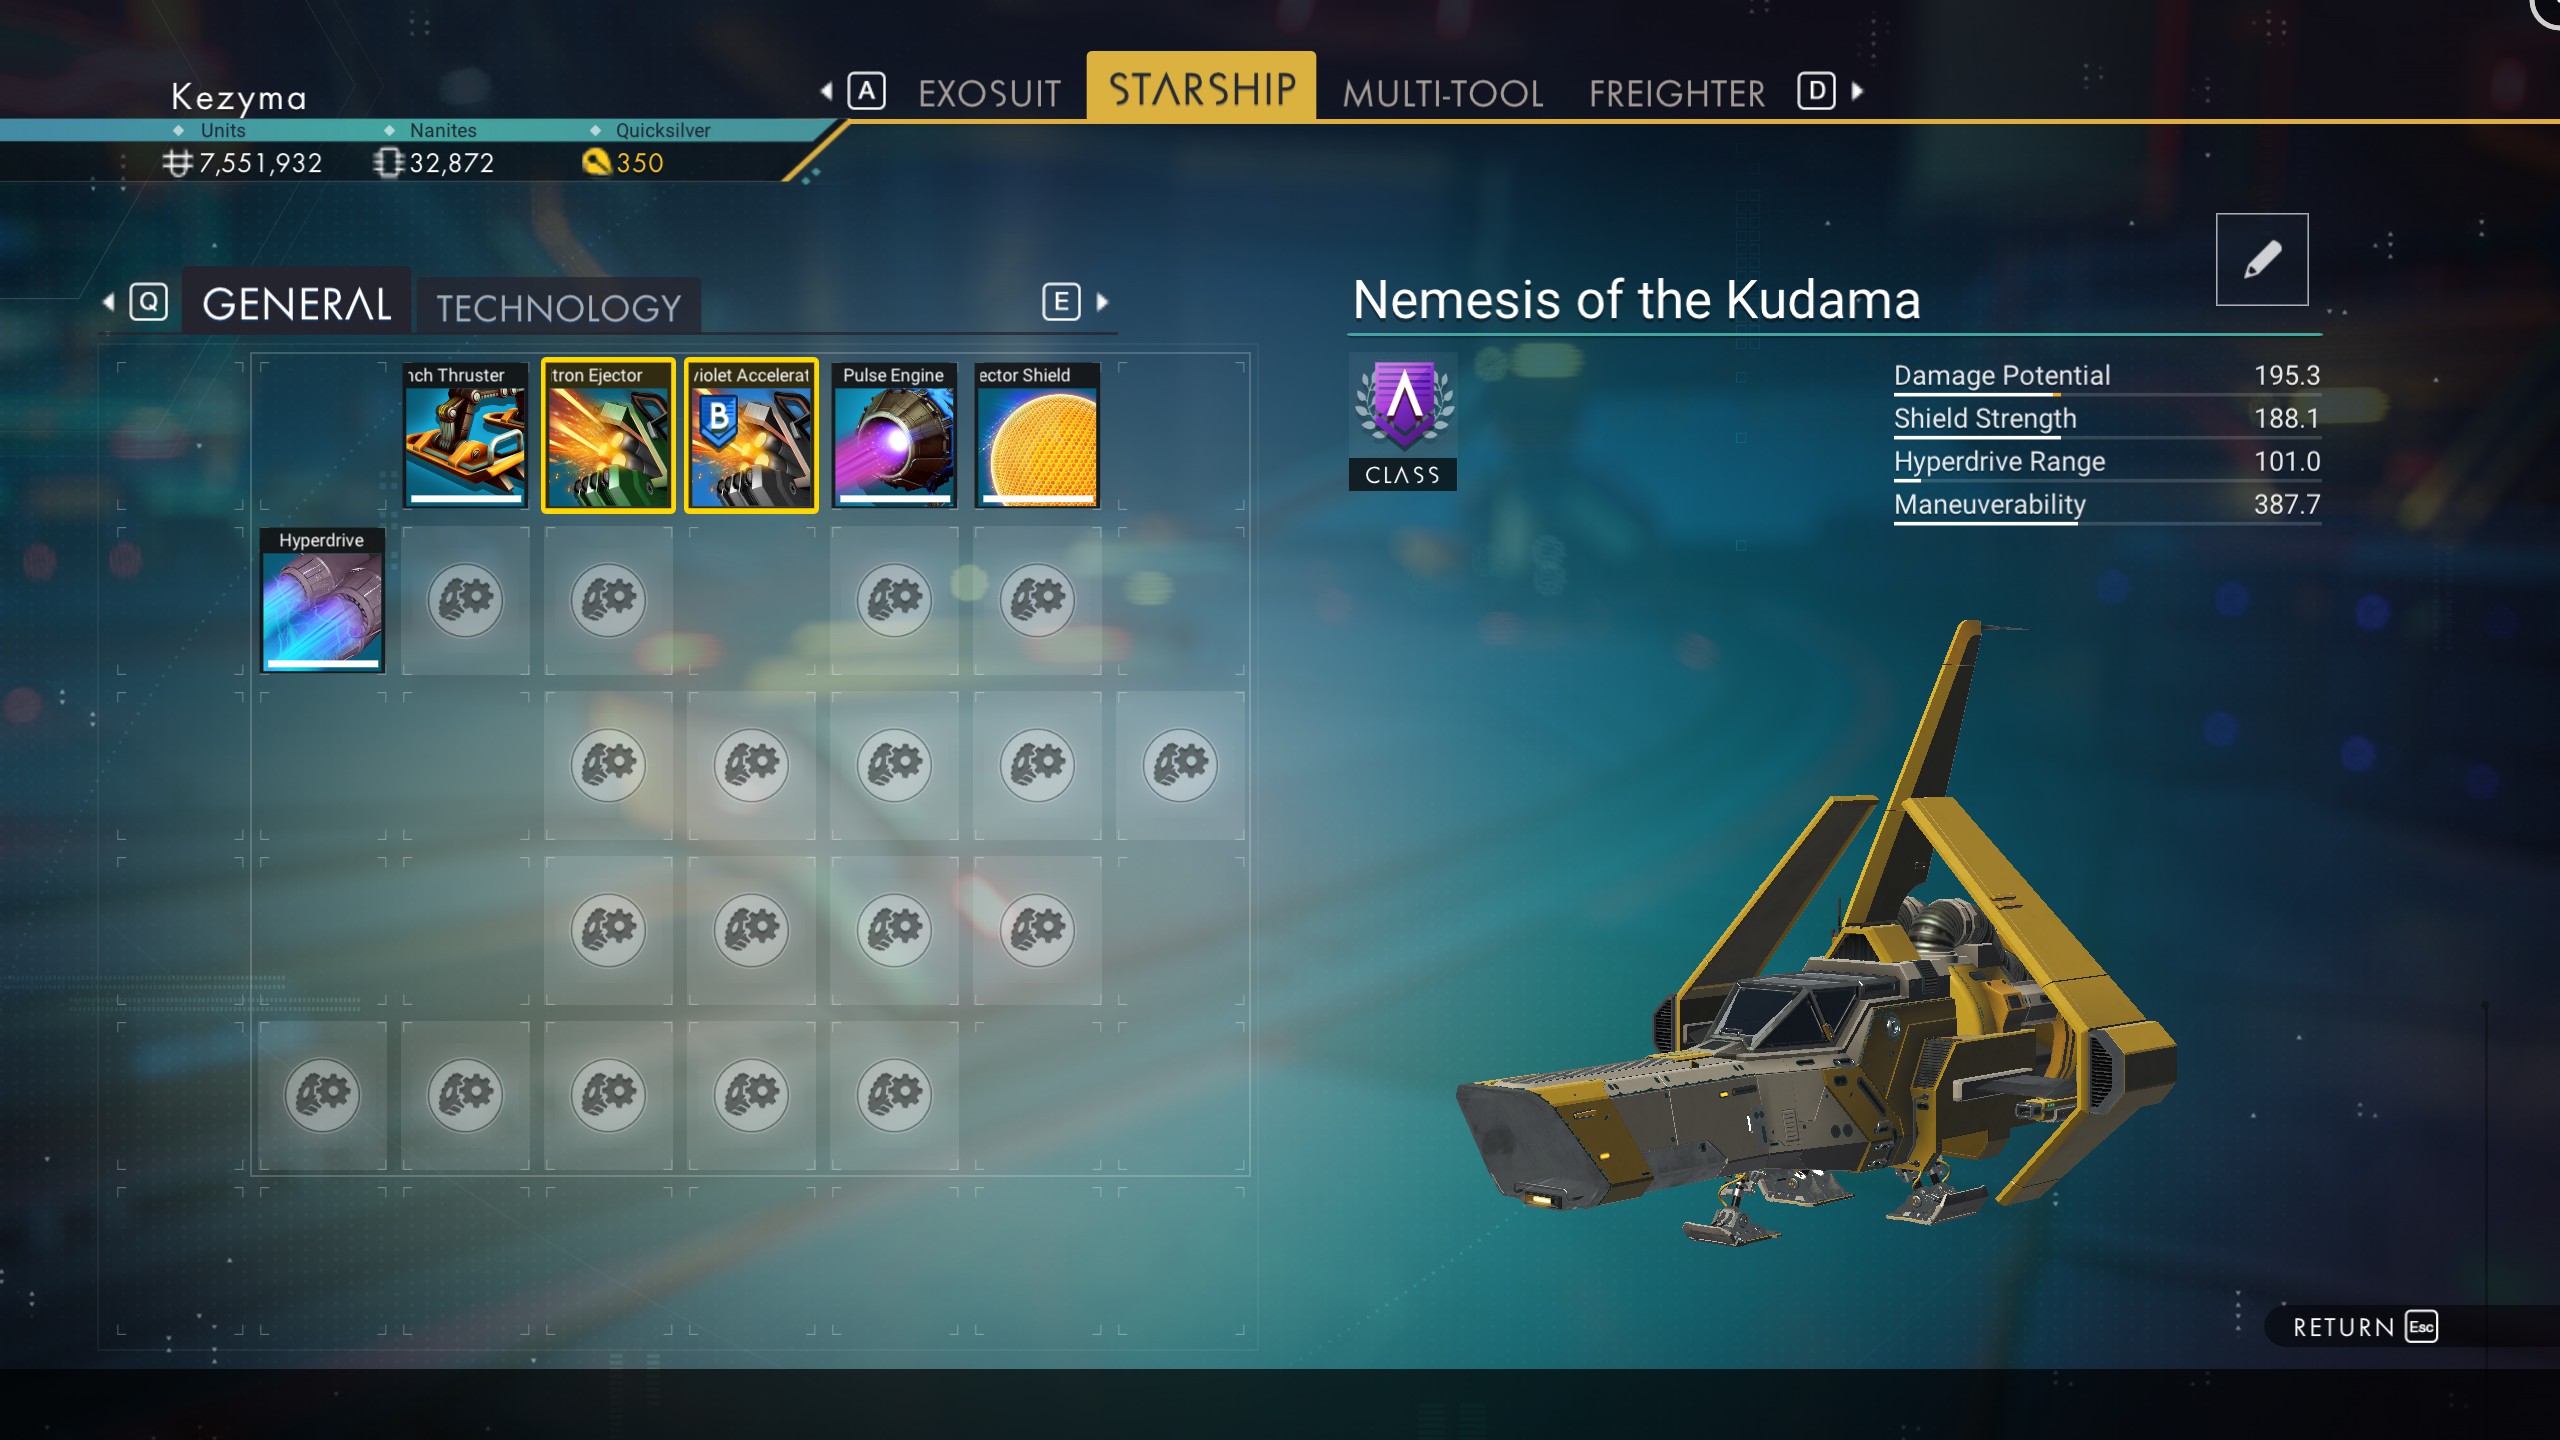 Kezyma
Units Nanites Quicksilver
7,551,932 32,872 350
A EXOSUIT STARSHIP MULTI-TOOL FREIGHTER D
Q GENERAL TECHNOLOGY E
nch Thruster
tron Ejector
violet Accelerat
B
Pulse Engine
ector Shield
Hyperdrive
Nemesis of the Kudama
A
CLASS
Damage Potential 195.3
Shield Strength 188.1
Hyperdrive Range 101.0
Maneuverability 387.7
RETURN Esc